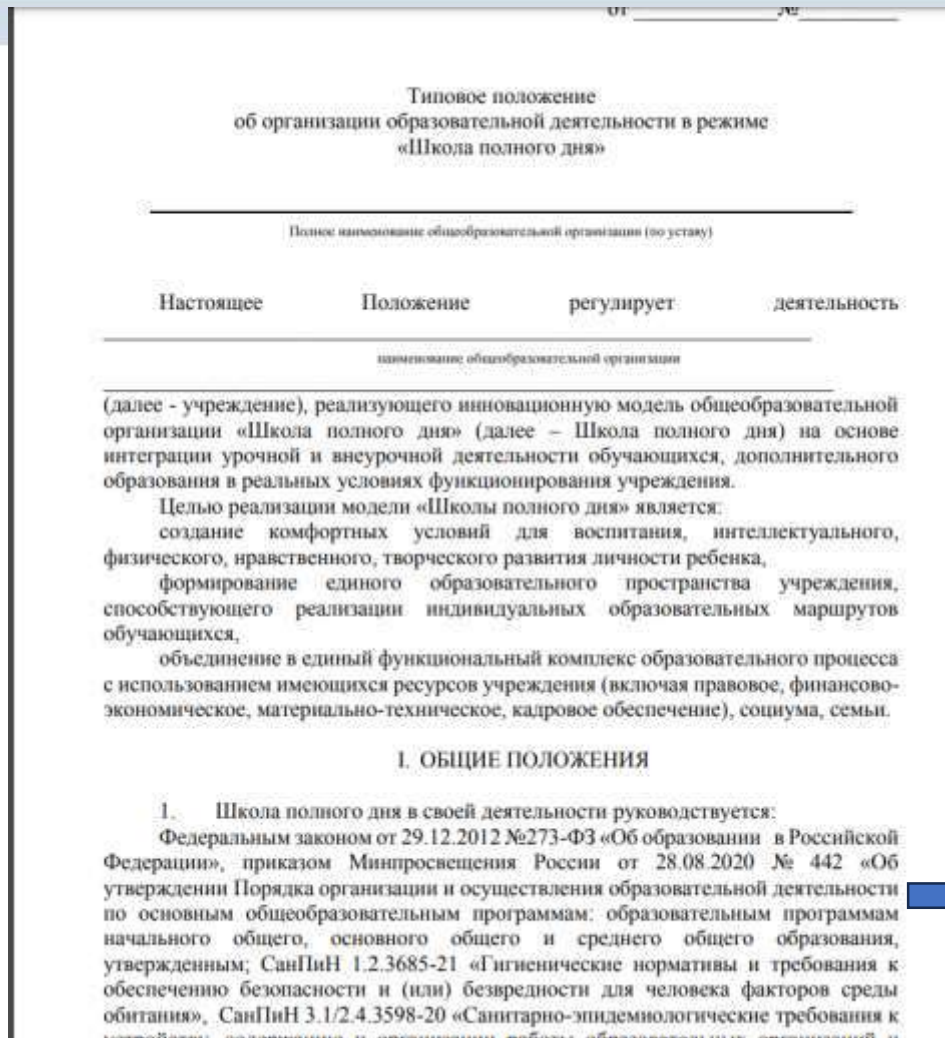 от № 
Типовое положение
об организации образовательной деятельности в режиме
«Школа полного дня»
Полное наименование общеобразовательной организации (по уставу)
Настоящее Положение регулирует деятельность
наименование общеобразовательной организации
(далее - учреждение), реализующего инновационную модель общеобразовательной
организации «Школа полного дня» (далее – Школа полного дня) на основе
интеграции урочной и внеурочной деятельности обучающихся, дополнительного
образования в реальных условиях функционирования учреждения.
Целью реализации модели «Школы полного дня» является:
создание комфортных условий для воспитания, интеллектуального,
физического, нравственного, творческого развития личности ребенка,
формирование единого образовательного пространства учреждения,
способствующего реализации индивидуальных образовательных маршрутов
обучающихся,
объединение в единый функциональный комплекс образовательного процесса
с использованием имеющихся ресурсов учреждения (включая правовое, финансово-
экономическое, материально-техническое, кадровое обеспечение), социума, семьи.
I. ОБЩИЕ ПОЛОЖЕНИЯ
1. Школа полного дня в своей деятельности руководствуется:
Федеральным законом от 29.12.2012 №273-ФЗ «Об образовании в Российской
Федерации», приказом Минпросвещения России от 28.08.2020 № 442 «Об
утверждении Порядка организации и осуществления образовательной деятельности
по основным общеобразовательным программам: образовательным программам
начального общего, основного общего и среднего общего образования,
утвержденным; СанПиН 1.2.3685-21 «Гигиенические нормативы и требования к
обеспечению безопасности и (или) безвредности для человека факторов среды
обитания», СанПиН 3.1/2.4.3598-20 «Санитарно-эпидемиологические требования к
устройству, содержанию и организации работы образовательных организаций и